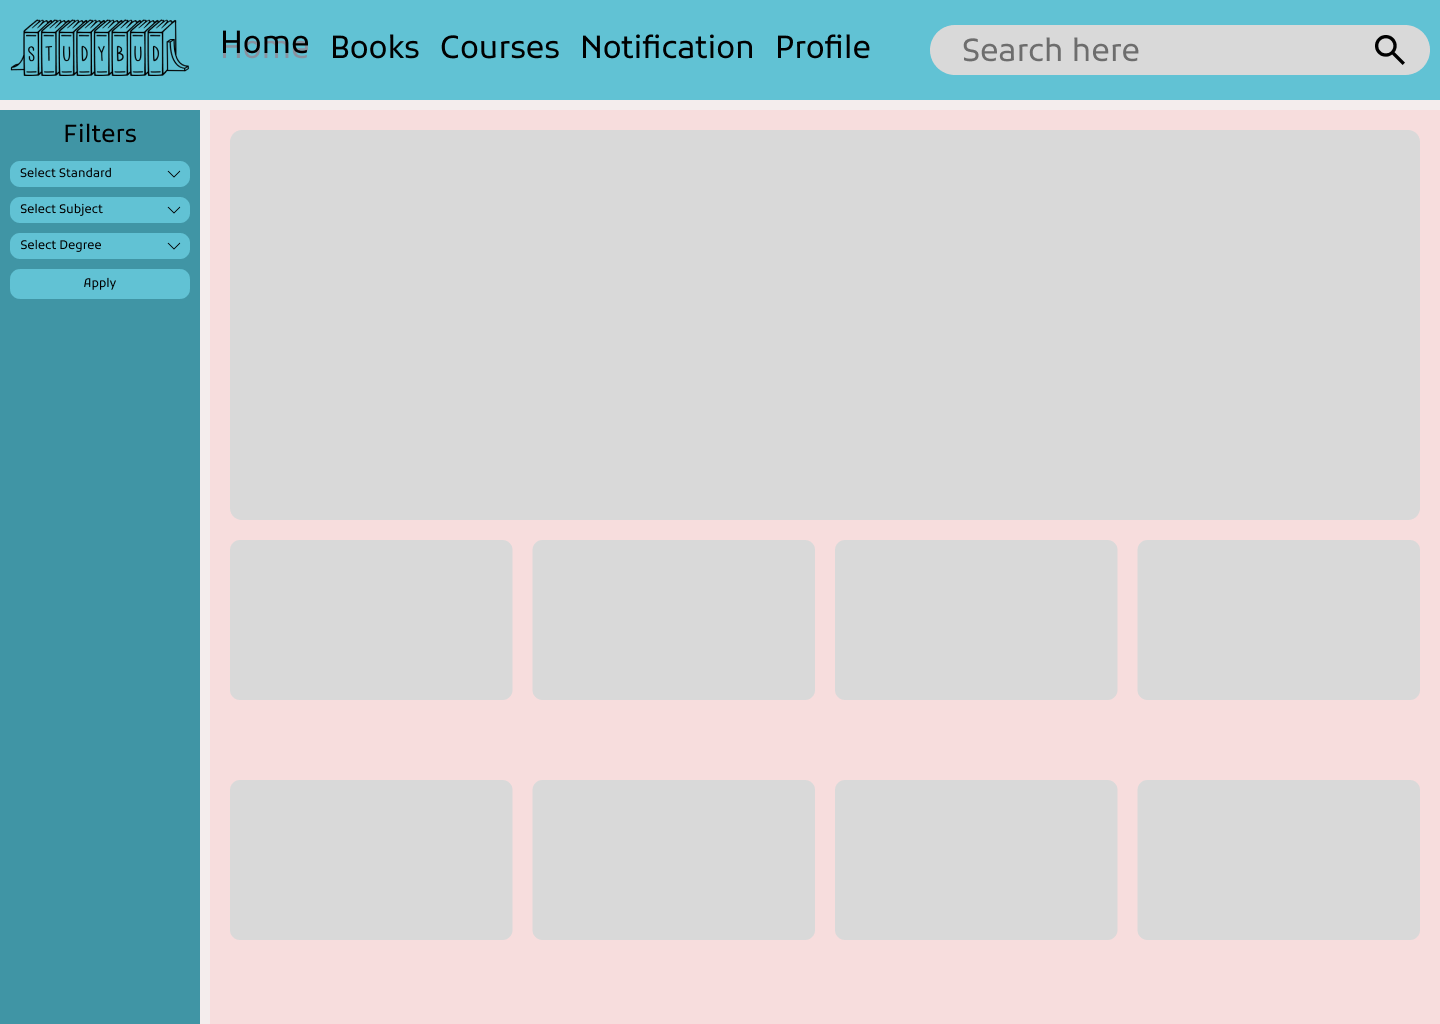 STUDYBUD
Home Books Courses Notification Profile
Search here
Filters
Select Standard
Select Subject
Select Degree
Apply